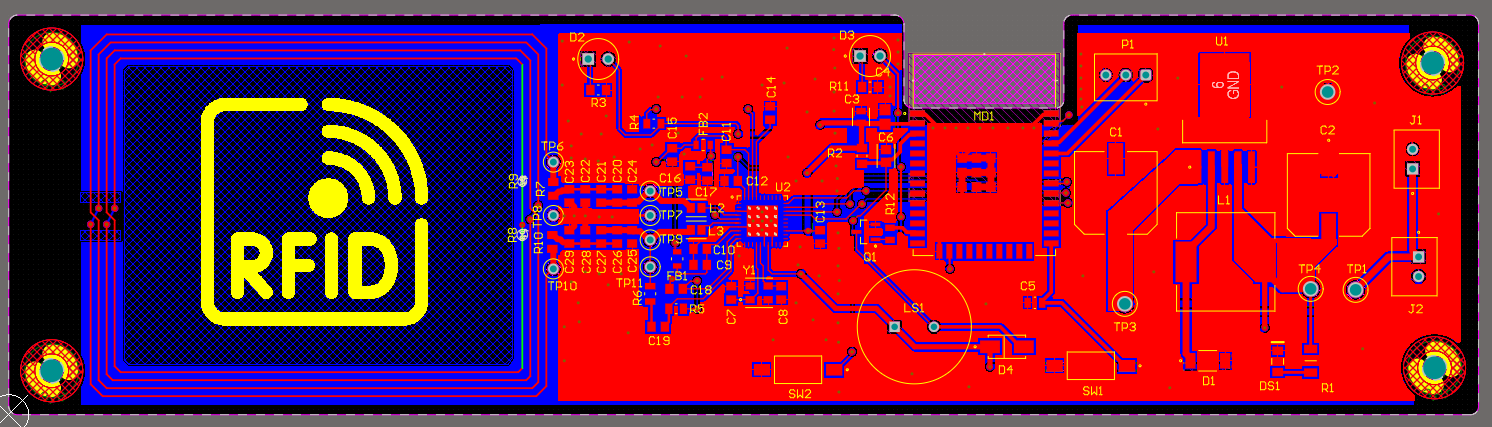 RFID
D2
R3
R4
C15
FB2
C11
C14
D3
C4
R11
C3
C6
R2
MD1
P1
U1
6
GND
TP2
C1
C2
J1
TP6
C23
C22
C21
C20
C24
C16
TP5
C17
C12
U2
R9
R7
TP8
TP7
L2
L3
R8
R10
TP9
C10
C9
C29
C28
C27
C26
C25
TP10
TP11
FB1
C18
R6
R5
C19
Y1
C7
C8
C13
Q1
R12
LS1
C5
D4
SW2
SW1
TP3
L1
TP4
TP1
J2
D1
DS1
R1